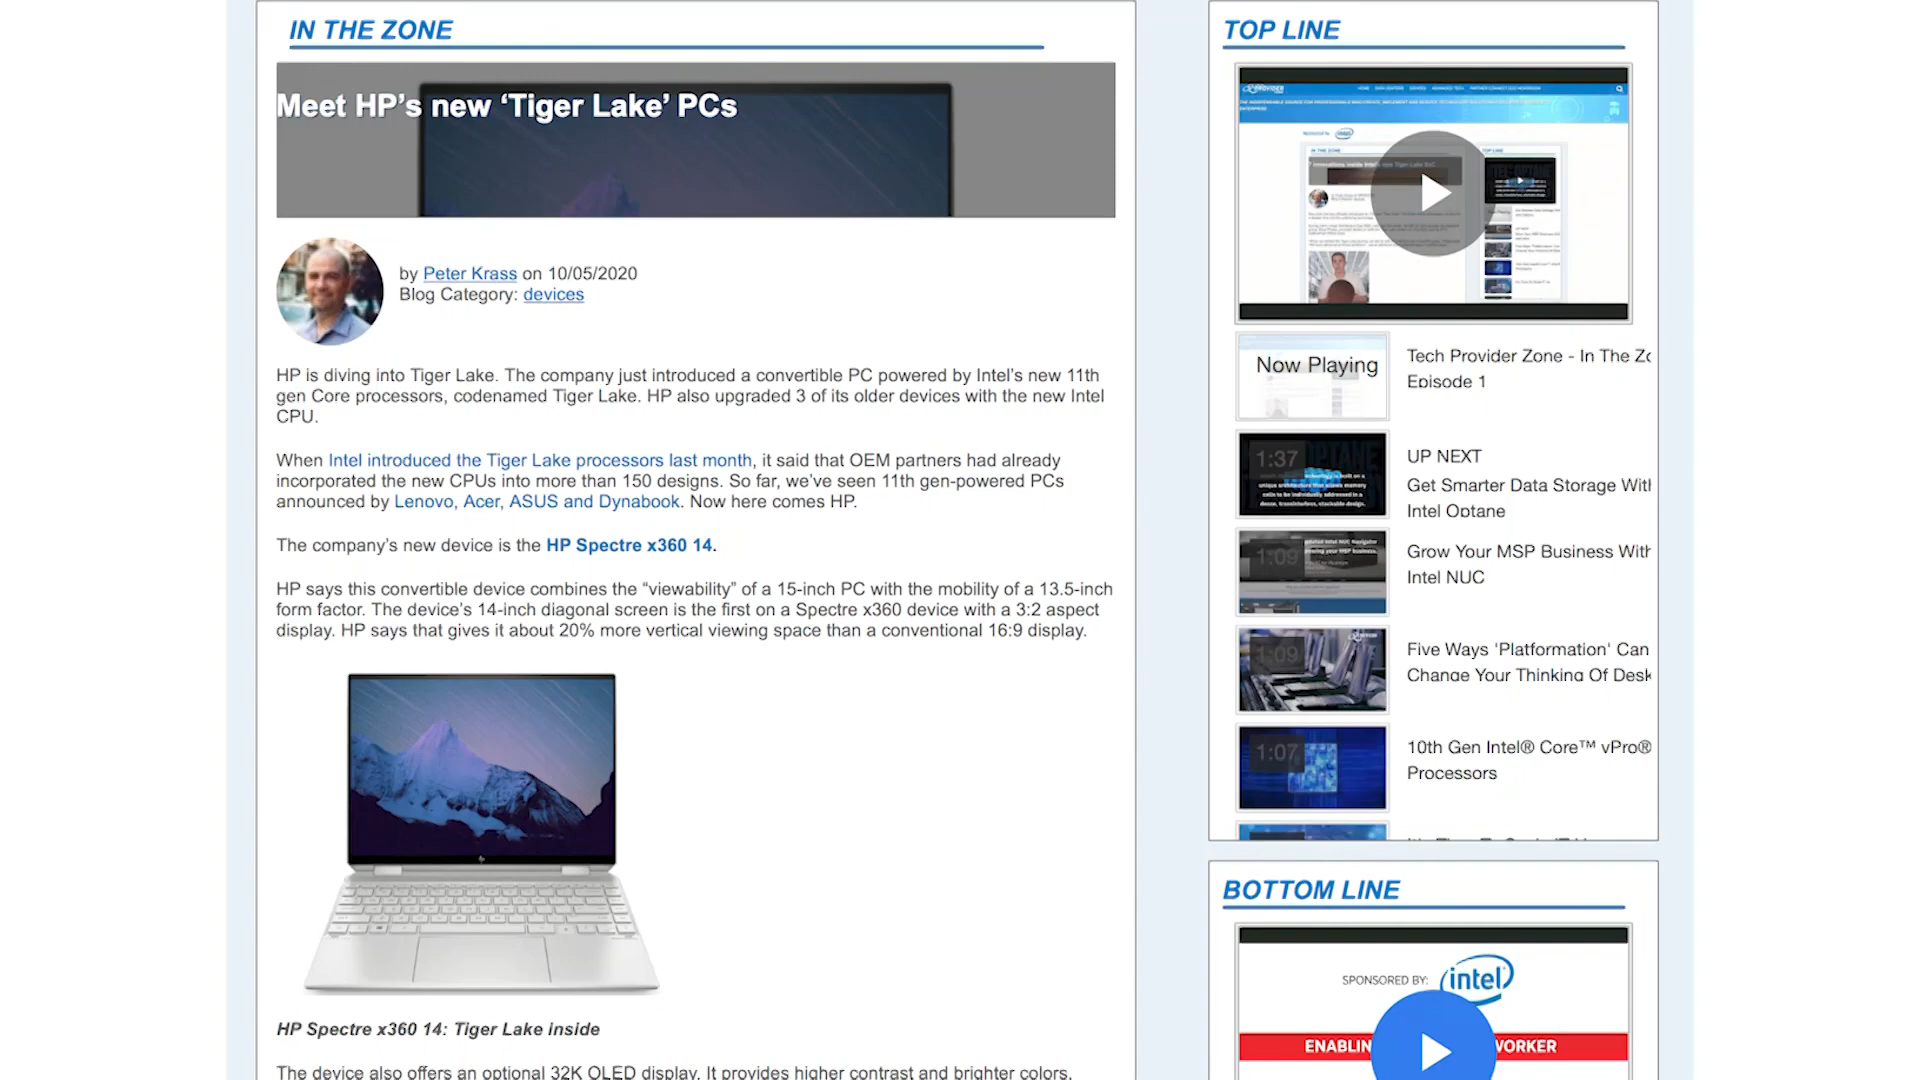 IN THE ZONE
Meet HP’s new ‘Tiger Lake’ PCs
by Peter Krass on 10/05/2020
Blog Category: devices
HP is diving into Tiger Lake. The company just introduced a convertible PC powered by Intel’s new 11th
gen Core processors, codenamed Tiger Lake. HP also upgraded 3 of its older devices with the new Intel
CPU.
When Intel introduced the Tiger Lake processors last month, it said that OEM partners had already
incorporated the new CPUs into more than 150 designs. So far, we’ve seen 11th gen-powered PCs
announced by Lenovo, Acer, ASUS and Dynabook. Now here comes HP.
The company’s new device is the HP Spectre x360 14.
HP says this convertible device combines the “viewability” of a 15-inch PC with the mobility of a 13.5-inch
form factor. The device’s 14-inch diagonal screen is the first on a Spectre x360 device with a 3:2 aspect
display. HP says that gives it about 20% more vertical viewing space than a conventional 16:9 display.
HP Spectre x360 14: Tiger Lake inside
The device also offers an optional 32K OLED display. It provides higher contrast and brighter colors,
TOP LINE
IN THE ZONE
TOP LINE
Now Playing
Tech Provider Zone - In The Zo
Episode 1
1:37
UP NEXT
Get Smarter Data Storage With
Intel Optane
1:09
Grow Your MSP Business With
Intel NUC
1:09
Five Ways 'Platformation' Can
Change Your Thinking Of Desk
1:07
10th Gen Intel® Core™ vPro®
Processors
BOTTOM LINE
SPONSORED BY: intel
ENABLIN WORKER